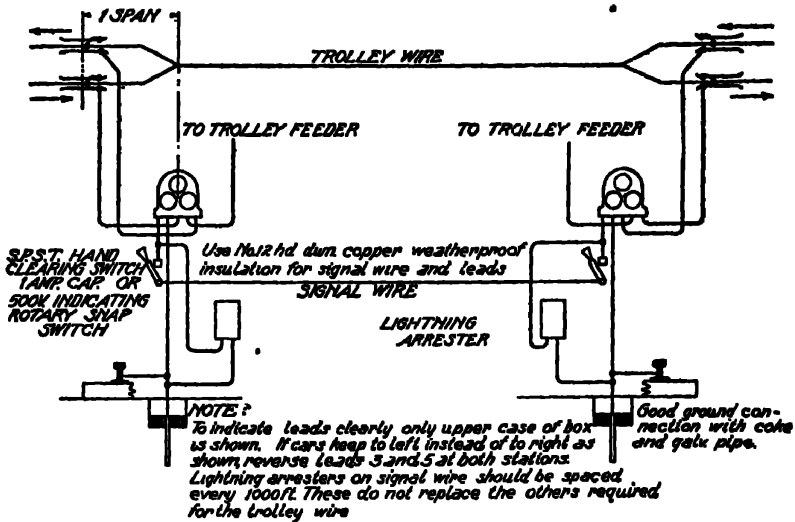 1 SPAN
TROLLEY WIRE
TO TROLLEY FEEDER
TO TROLLEY FEEDER
S.P.S.T. HAND
CLEARING SWITCH
1 AMP. CAP. OR
500V. INDICATING
ROTARY SNAP
SWITCH
Use No.12 hd dwn. copper weatherproof
insulation for signal wire and leads
SIGNAL WIRE
LIGHTNING
ARRESTER
NOTE:
To indicate leads clearly only upper case of box
is shown. If cars keep to left instead of to right as
shown, reverse leads 3 and 5 at both stations.
Lightning arresters on signal wire should be spaced
every 1000 ft. These do not replace the others required
for the trolley wire
Good ground con-
nection with coke
and galv. pipe.